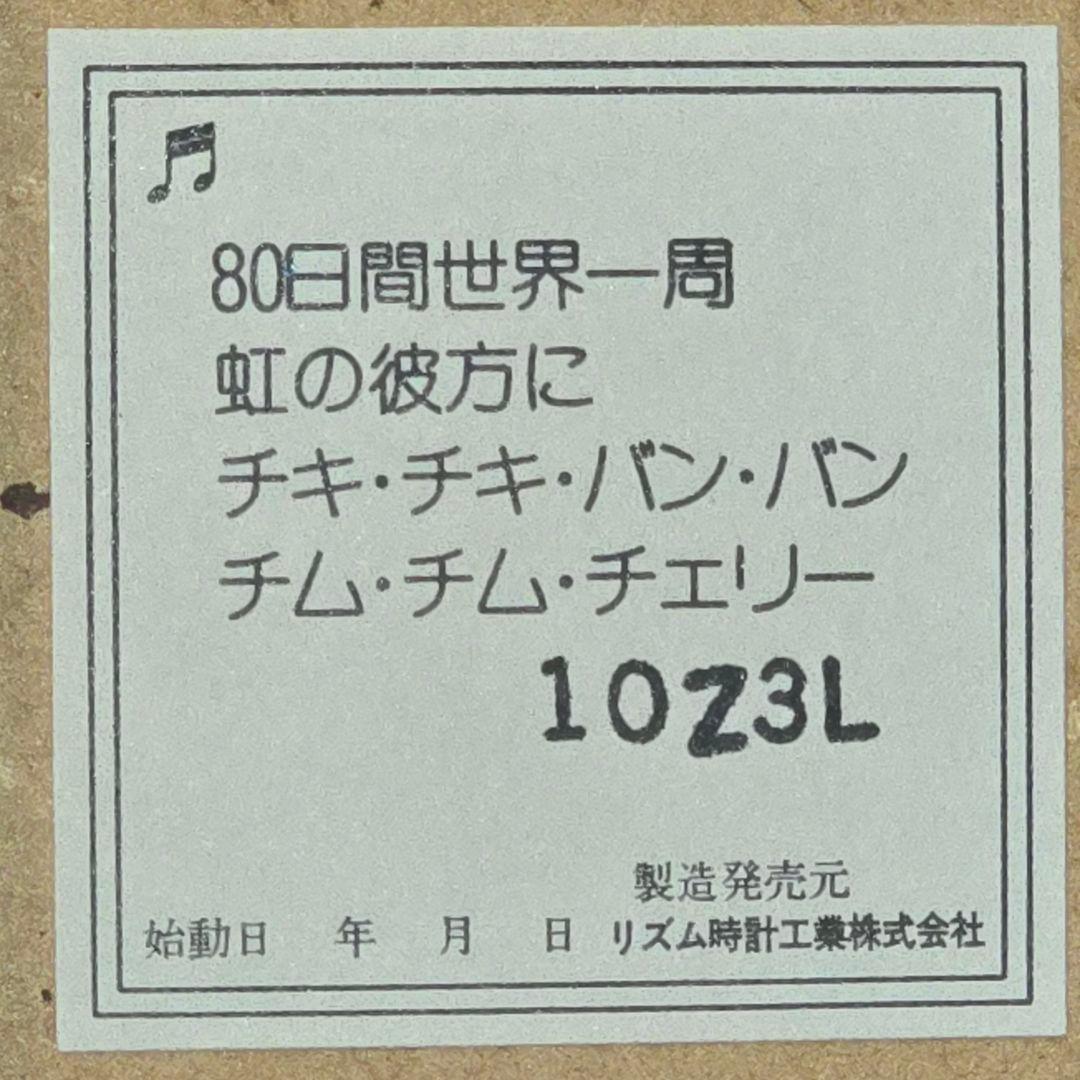 80日間世界一周
虹の彼方に
チキ・チキ・バン・バン
チム・チム・チェリー
10Z3L
製造発売元
始動日　年　月　日 リズム時計工業株式会社